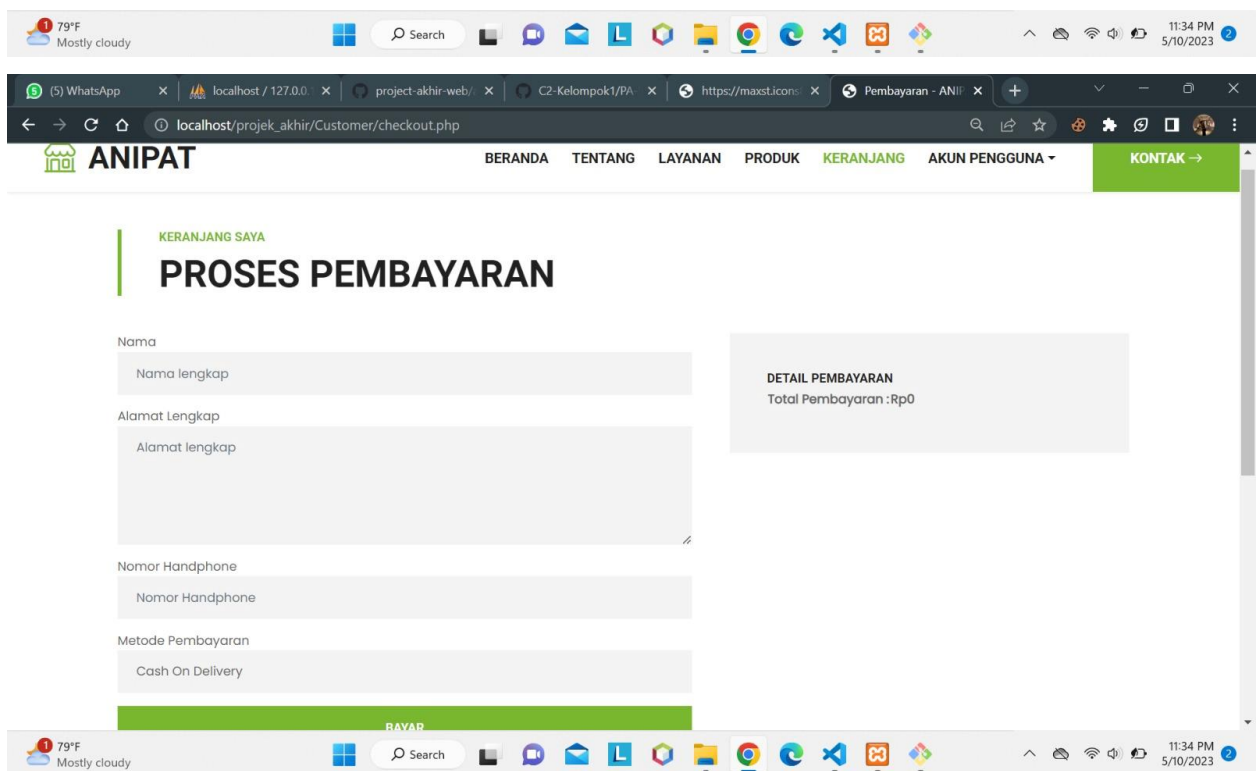 1
79°F
Mostly cloudy
Search
L
11:34 PM
5/10/2023
2
(5) WhatsApp
localhost / 127.0.0.1
project-akhir-web/
C2-Kelompok1/PA-
https://maxst.icons
Pembayaran - ANIP
localhost/projek_akhir/Customer/checkout.php
ANIPAT
BERANDA TENTANG LAYANAN PRODUK KERANJANG AKUN PENGGUNA
KONTAK →
KERANJANG SAYA
PROSES PEMBAYARAN
Nama
Nama lengkap
Alamat Lengkap
Alamat lengkap
Nomor Handphone
Nomor Handphone
Metode Pembayaran
Cash On Delivery
BAYAR
DETAIL PEMBAYARAN
Total Pembayaran :Rp0
1
79°F
Mostly cloudy
Search
L
11:34 PM
5/10/2023
2